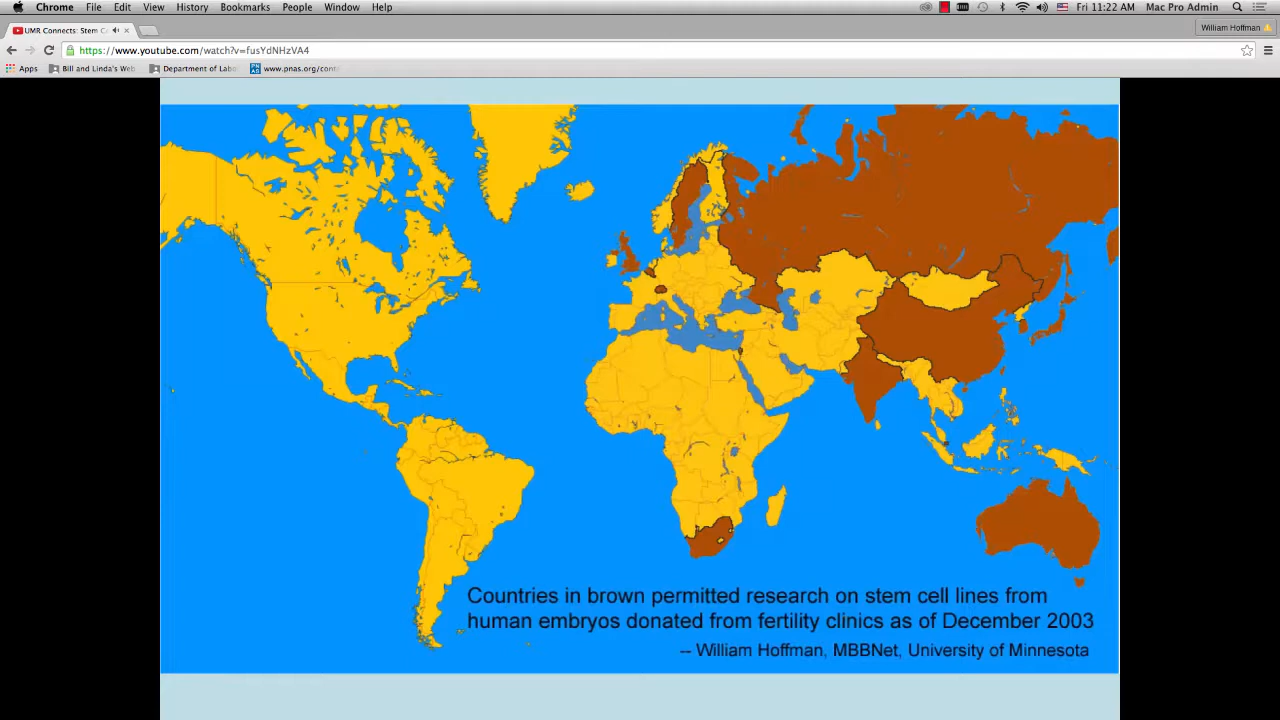 Chrome File Edit View History Bookmarks People Window Help Fri 11:22 AM Mac Pro Admin
UMR Connects: Stem C William Hoffman
https://www.youtube.com/watch?v=fusYdNHzVA4
Apps Bill and Linda's Web Department of Labo www.pnas.org/cont
Countries in brown permitted research on stem cell lines from
human embryos donated from fertility clinics as of December 2003
-- William Hoffman, MBBNet, University of Minnesota